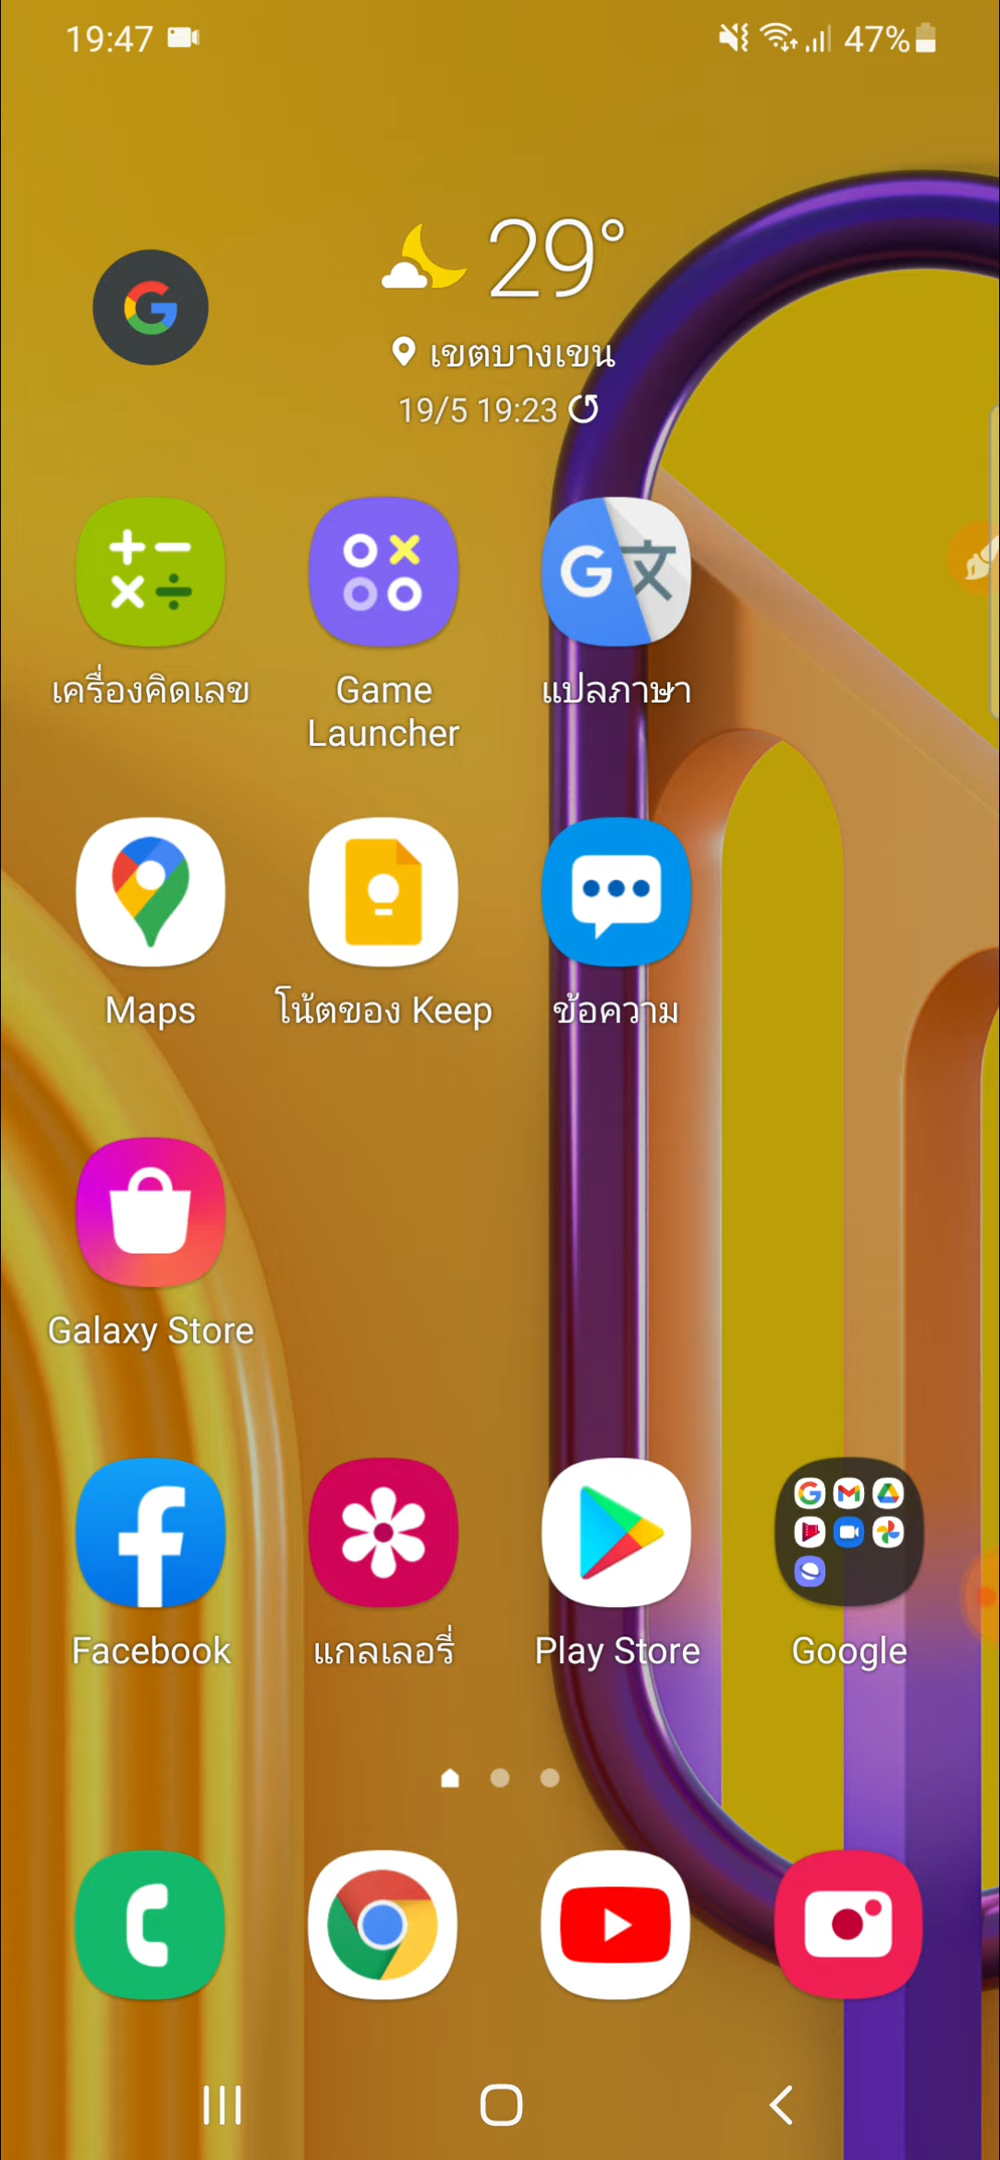 19:47
47%
29°
เขตบางเขน
19/5 19:23
เครื่องคิดเลข
Game Launcher
แปลภาษา
Maps
โน้ตของ Keep
ข้อความ
Galaxy Store
Facebook
แกลเลอรี่
Play Store
Google